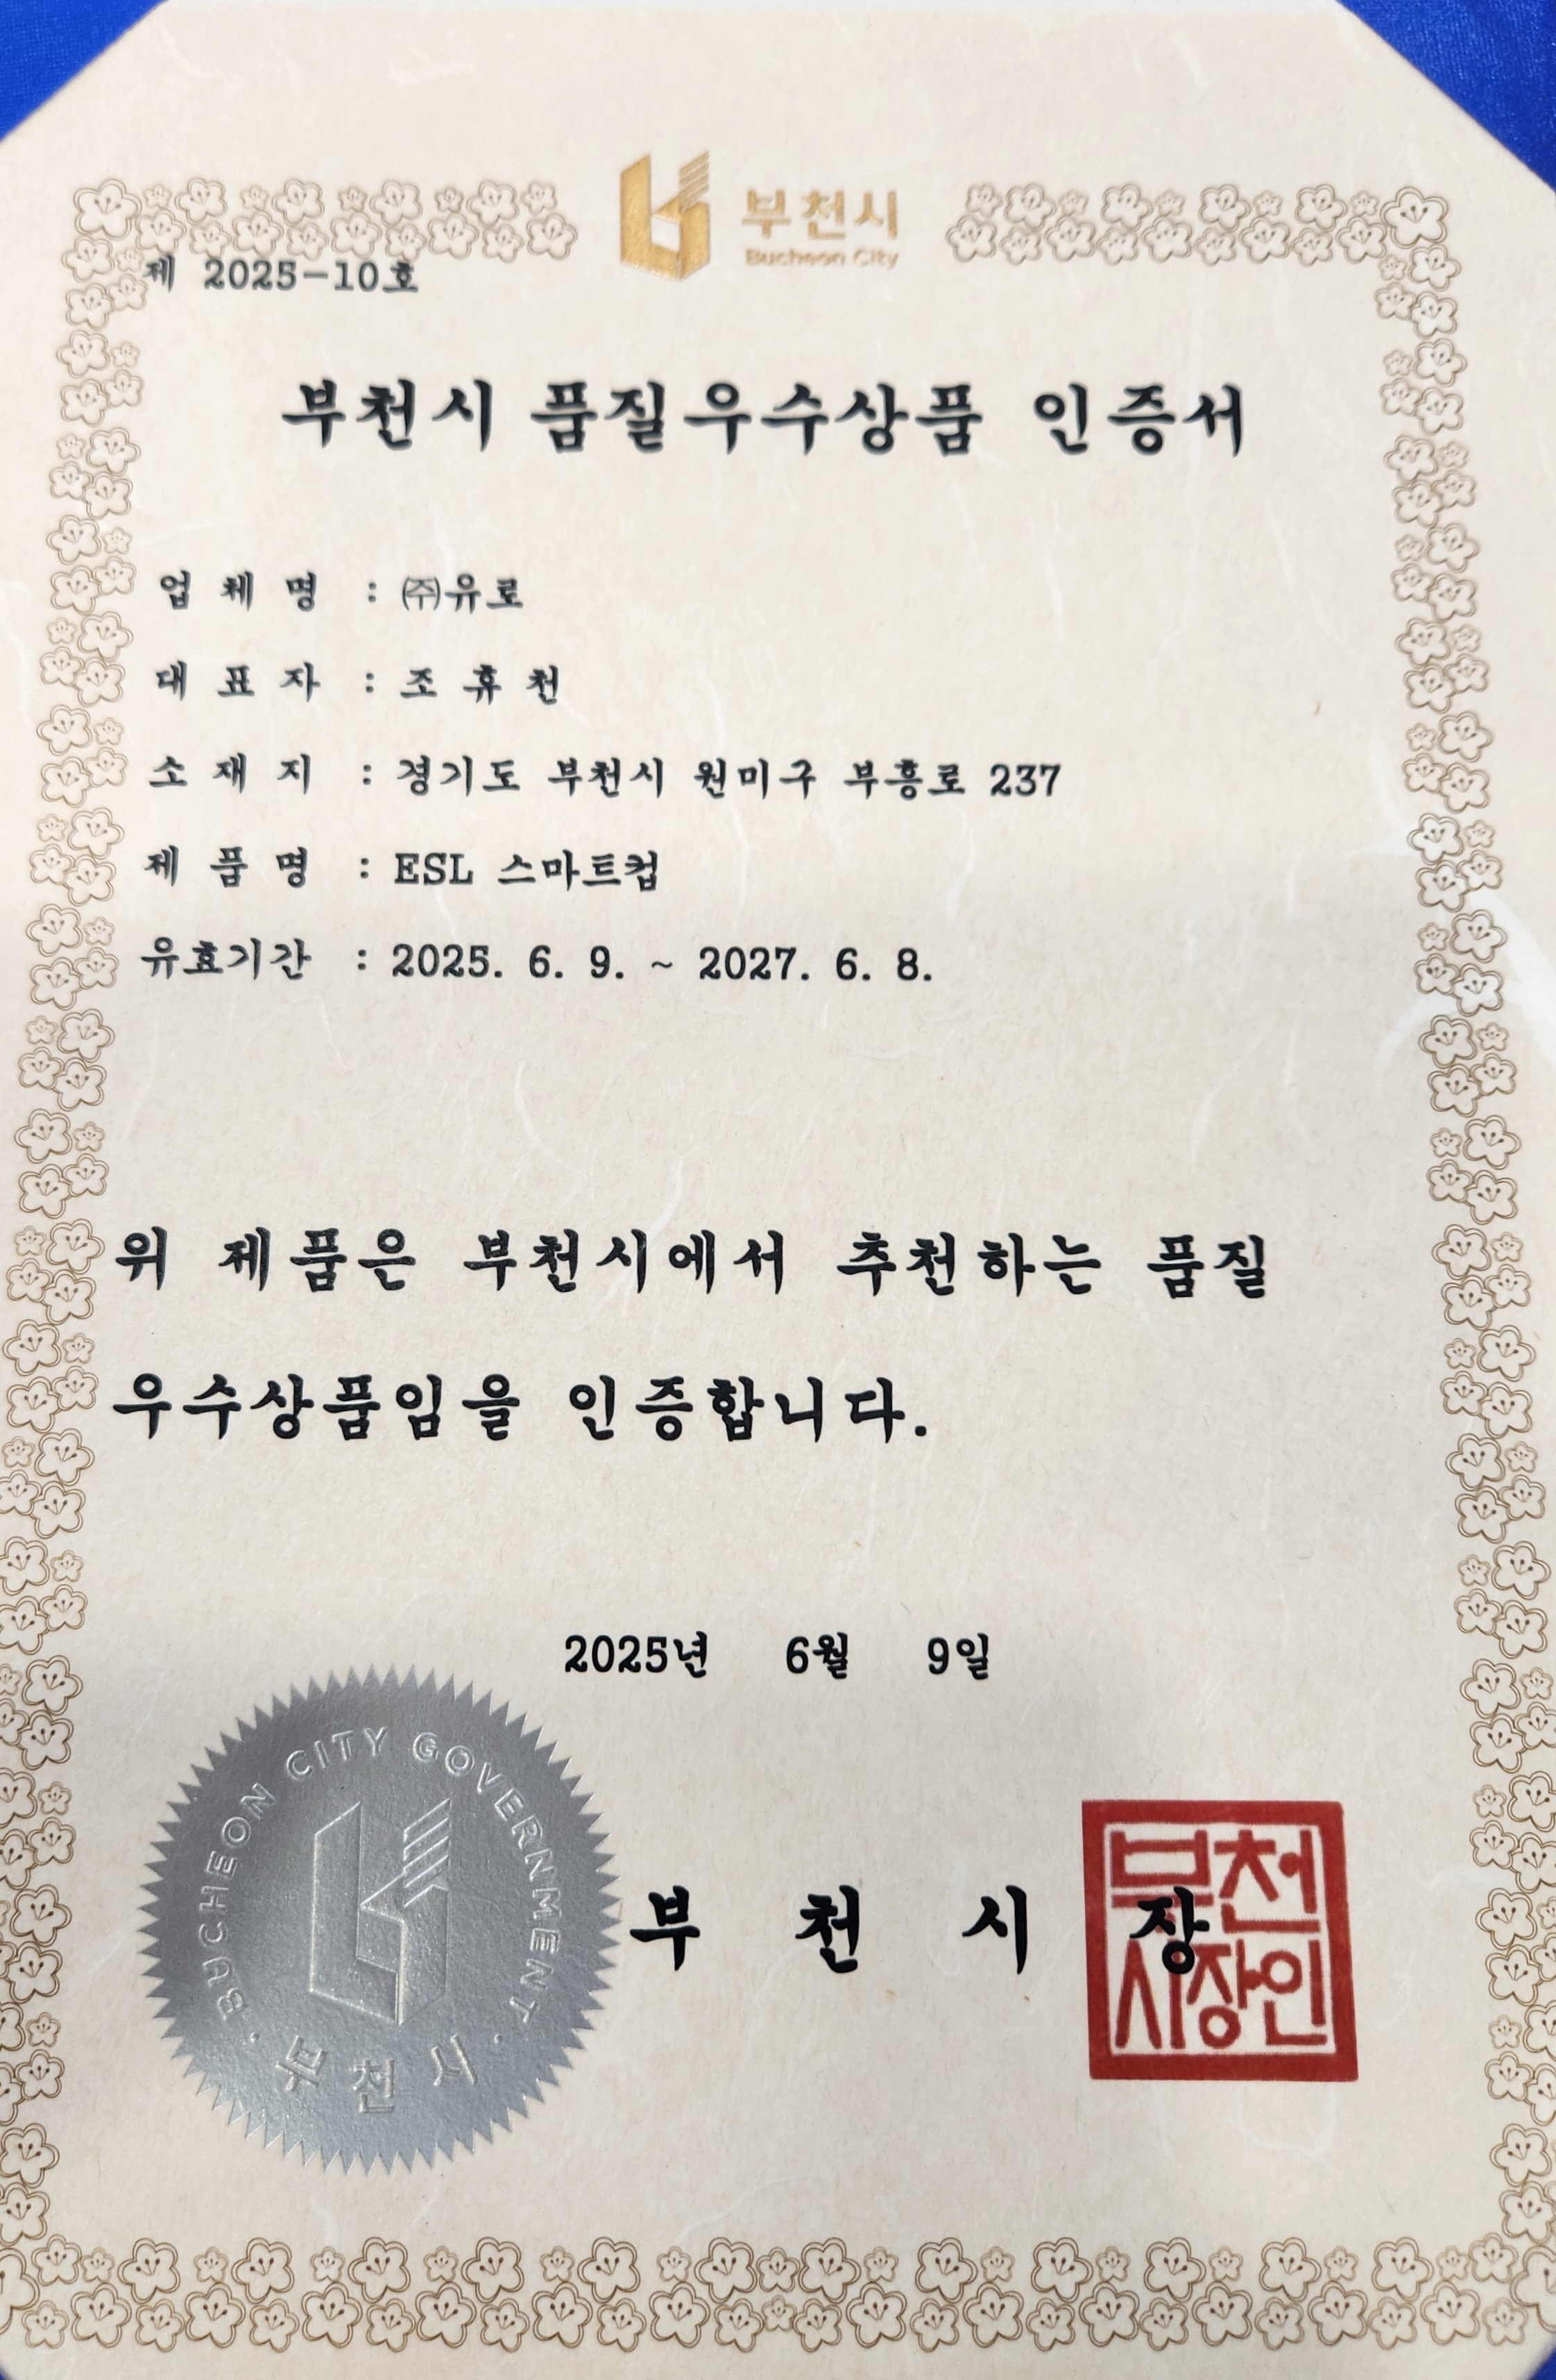 부천시
Bucheon City
제 2025-10호
부천시 품질우수상품 인증서
업 체 명 : ㈜유로
대 표 자 : 조 휴 천
소 재 지 : 경기도 부천시 원미구 부흥로 237
제 품 명 : ESL 스마트컵
유효기간 : 2025. 6. 9. ~ 2027. 6. 8.
위 제품은 부천시에서 추천하는 품질
우수상품임을 인증합니다.
2025년 6월 9일
부 천 시 장
부천
시장인
· BUCHEON CITY GOVERNMENT ·
부 천 시